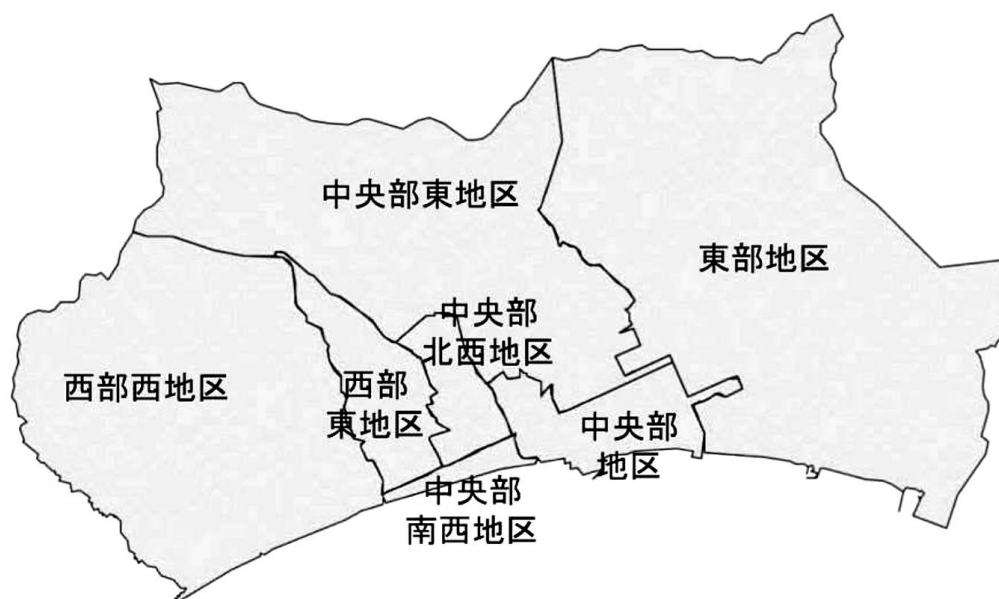 中央部東地区
東部地区
中央部
北西地区
西部西地区
西部
東地区
中央部
地区
中央部
南西地区